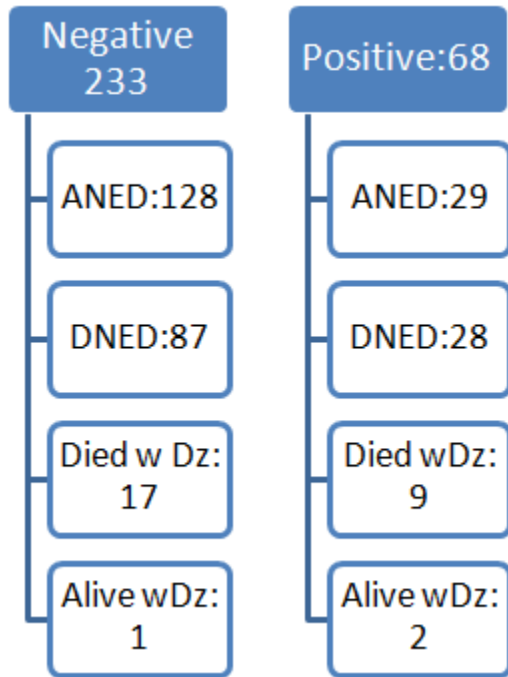 Negative
233
ANED:128
DNED:87
Died w Dz:
17
Alive wDz:
1
Positive:68
ANED:29
DNED:28
Died wDz:
9
Alive wDz:
2